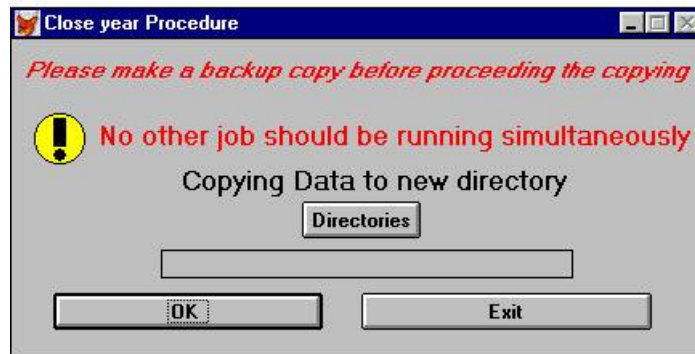 Close year Procedure
Please make a backup copy before proceeding the copying
No other job should be running simultaneously
Copying Data to new directory
Directories
OK Exit